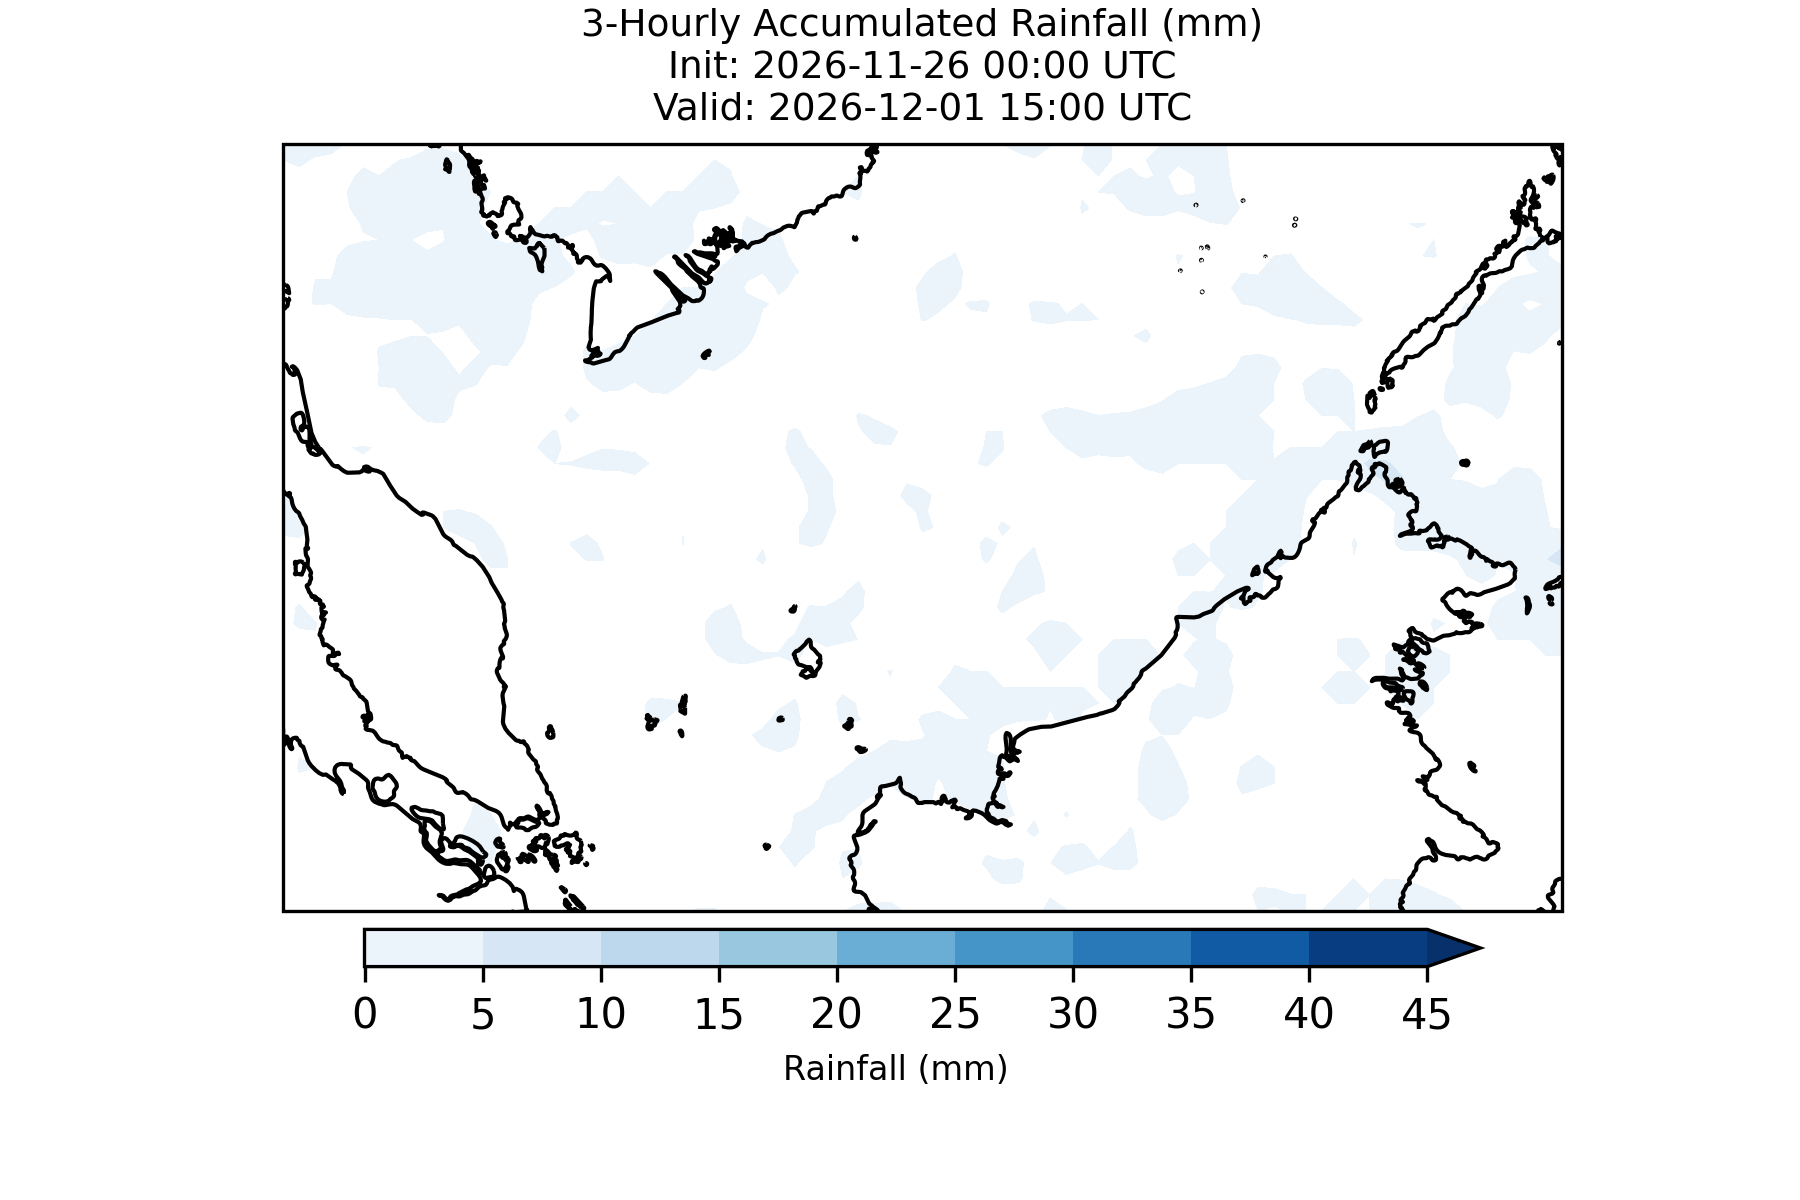 3-Hourly Accumulated Rainfall (mm)
Init: 2026-11-26 00:00 UTC
Valid: 2026-12-01 15:00 UTC
0 5 10 15 20 25 30 35 40 45
Rainfall (mm)